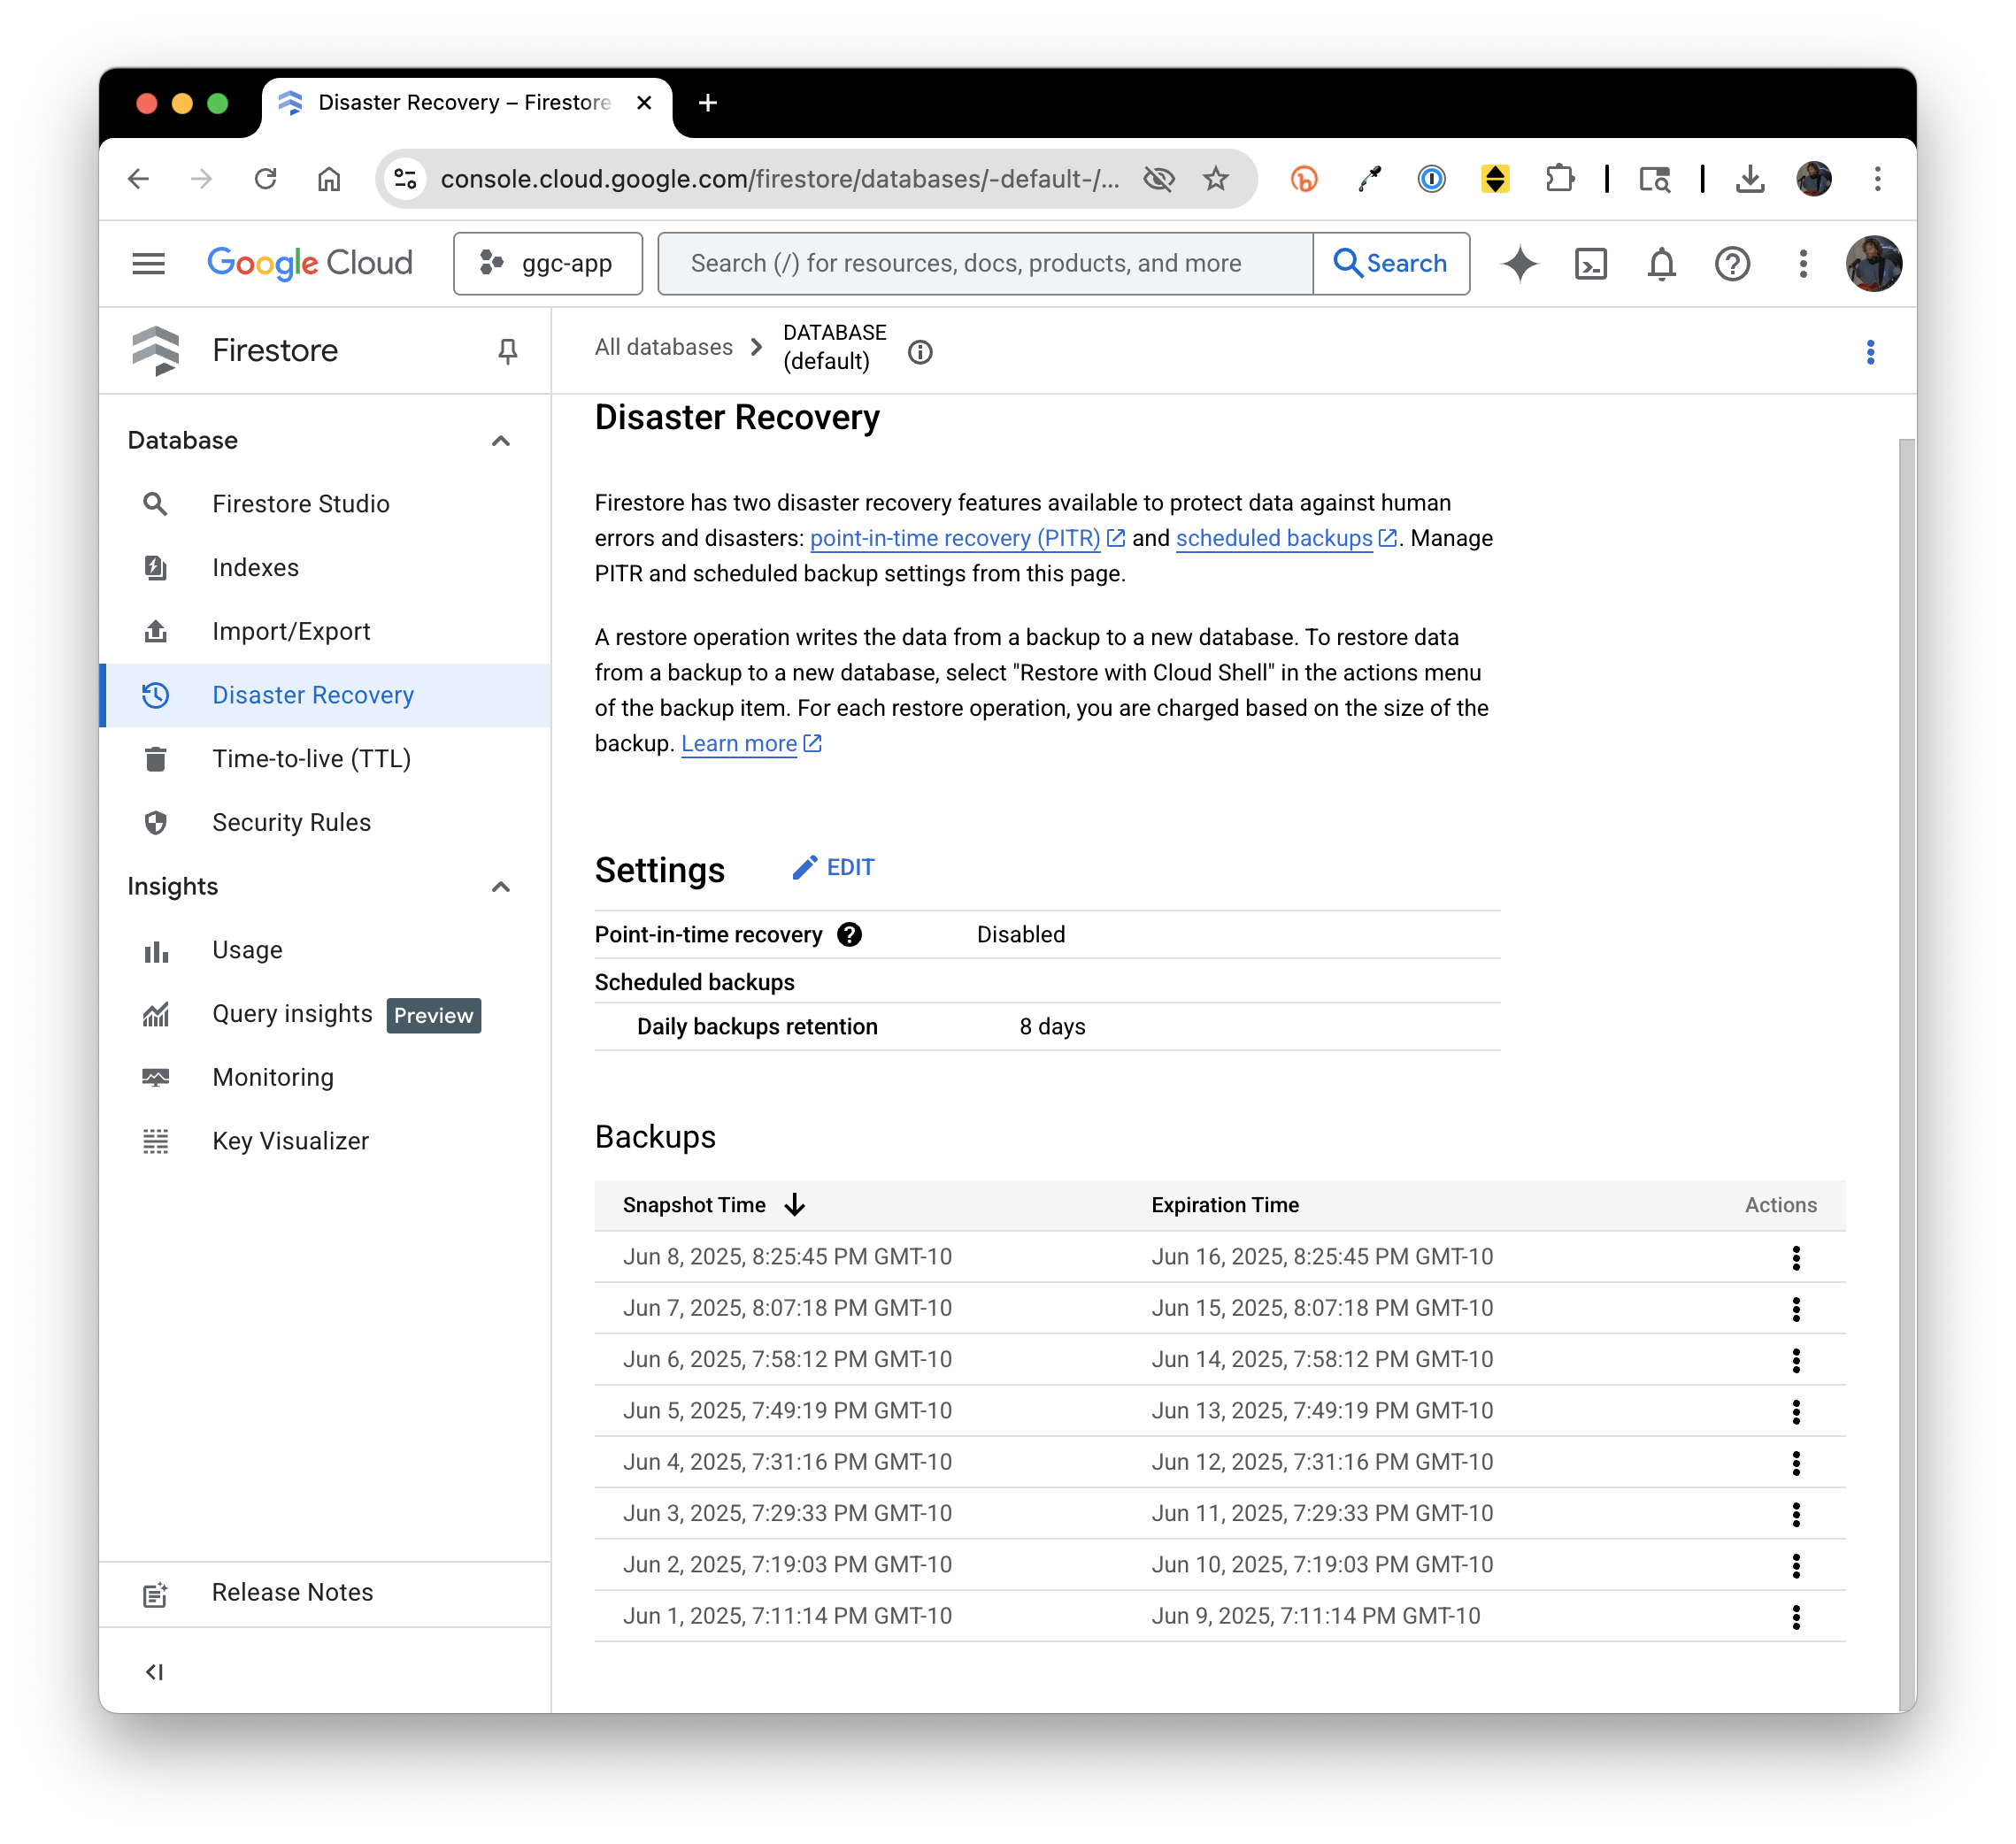 Disaster Recovery – Firestore
console.cloud.google.com/firestore/databases/-default-/...
Google Cloud
ggc-app
Search (/) for resources, docs, products, and more
Search
Firestore
All databases
DATABASE
(default)
Database
Firestore Studio
Indexes
Import/Export
Disaster Recovery
Time-to-live (TTL)
Security Rules
Insights
Usage
Query insights Preview
Monitoring
Key Visualizer
Release Notes
Disaster Recovery
Firestore has two disaster recovery features available to protect data against human
errors and disasters: point-in-time recovery (PITR) and scheduled backups. Manage
PITR and scheduled backup settings from this page.
A restore operation writes the data from a backup to a new database. To restore data
from a backup to a new database, select "Restore with Cloud Shell" in the actions menu
of the backup item. For each restore operation, you are charged based on the size of the
backup. Learn more
Settings EDIT
Point-in-time recovery Disabled
Scheduled backups
Daily backups retention 8 days
Backups
Snapshot Time Expiration Time Actions
Jun 8, 2025, 8:25:45 PM GMT-10 Jun 16, 2025, 8:25:45 PM GMT-10
Jun 7, 2025, 8:07:18 PM GMT-10 Jun 15, 2025, 8:07:18 PM GMT-10
Jun 6, 2025, 7:58:12 PM GMT-10 Jun 14, 2025, 7:58:12 PM GMT-10
Jun 5, 2025, 7:49:19 PM GMT-10 Jun 13, 2025, 7:49:19 PM GMT-10
Jun 4, 2025, 7:31:16 PM GMT-10 Jun 12, 2025, 7:31:16 PM GMT-10
Jun 3, 2025, 7:29:33 PM GMT-10 Jun 11, 2025, 7:29:33 PM GMT-10
Jun 2, 2025, 7:19:03 PM GMT-10 Jun 10, 2025, 7:19:03 PM GMT-10
Jun 1, 2025, 7:11:14 PM GMT-10 Jun 9, 2025, 7:11:14 PM GMT-10